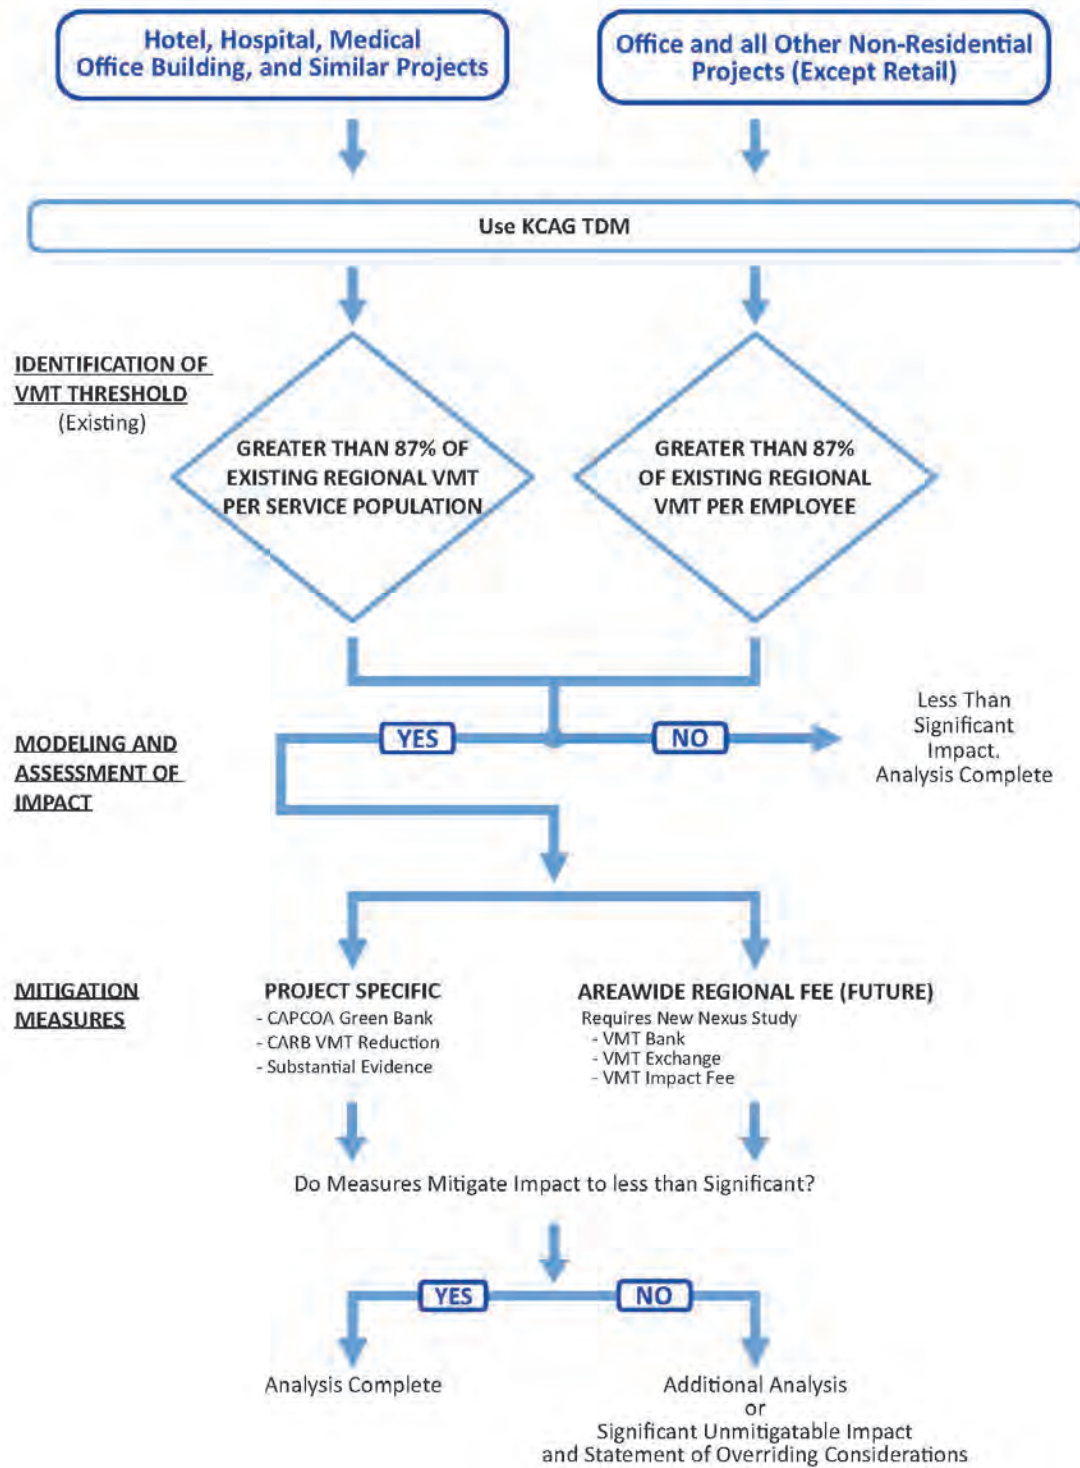 Hotel, Hospital, Medical
Office Building, and Similar Projects
Office and all Other Non-Residential
Projects (Except Retail)
Use KCAG TDM
IDENTIFICATION OF
VMT THRESHOLD
(Existing)
GREATER THAN 87% OF
EXISTING REGIONAL VMT
PER SERVICE POPULATION
GREATER THAN 87%
OF EXISTING REGIONAL
VMT PER EMPLOYEE
MODELING AND
ASSESSMENT OF
IMPACT
YES
NO
Less Than
Significant
Impact.
Analysis Complete
MITIGATION
MEASURES
PROJECT SPECIFIC
- CAPCOA Green Bank
- CARB VMT Reduction
- Substantial Evidence
AREAWIDE REGIONAL FEE (FUTURE)
Requires New Nexus Study
- VMT Bank
- VMT Exchange
- VMT Impact Fee
Do Measures Mitigate Impact to less than Significant?
YES
NO
Analysis Complete
Additional Analysis
or
Significant Unmitigatable Impact
and Statement of Overriding Considerations